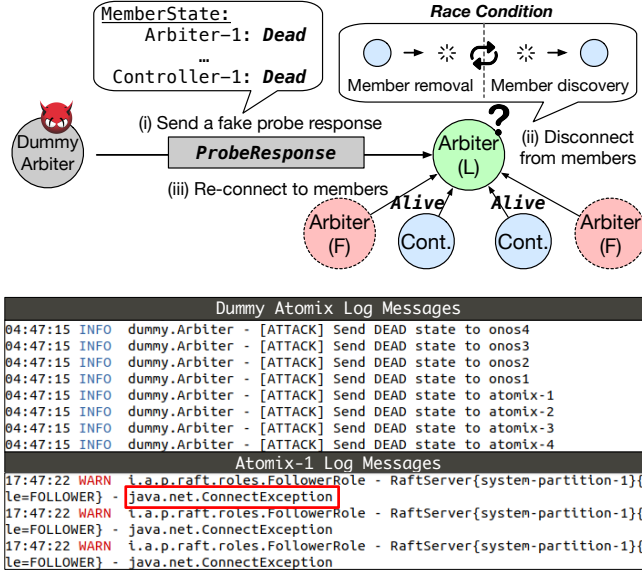 MemberState:
Arbiter-1: Dead
…
Controller-1: Dead
Race Condition
Member removal
Member discovery
(i) Send a fake probe response
Dummy
Arbiter
ProbeResponse
Arbiter
(L)
?
(ii) Disconnect
from members
(iii) Re-connect to members
Alive
Alive
Arbiter
(F)
Cont.
Cont.
Arbiter
(F)
Dummy Atomix Log Messages
04:47:15 INFO dummy.Arbiter - [ATTACK] Send DEAD state to onos4
04:47:15 INFO dummy.Arbiter - [ATTACK] Send DEAD state to onos3
04:47:15 INFO dummy.Arbiter - [ATTACK] Send DEAD state to onos2
04:47:15 INFO dummy.Arbiter - [ATTACK] Send DEAD state to onos1
04:47:15 INFO dummy.Arbiter - [ATTACK] Send DEAD state to atomix-1
04:47:15 INFO dummy.Arbiter - [ATTACK] Send DEAD state to atomix-2
04:47:15 INFO dummy.Arbiter - [ATTACK] Send DEAD state to atomix-3
04:47:15 INFO dummy.Arbiter - [ATTACK] Send DEAD state to atomix-4
Atomix-1 Log Messages
17:47:22 WARN i.a.p.raft.roles.FollowerRole - RaftServer{system-partition-1}{
le=FOLLOWER} - java.net.ConnectException
17:47:22 WARN i.a.p.raft.roles.FollowerRole - RaftServer{system-partition-1}{
le=FOLLOWER} - java.net.ConnectException
17:47:22 WARN i.a.p.raft.roles.FollowerRole - RaftServer{system-partition-1}{
le=FOLLOWER} - java.net.ConnectException